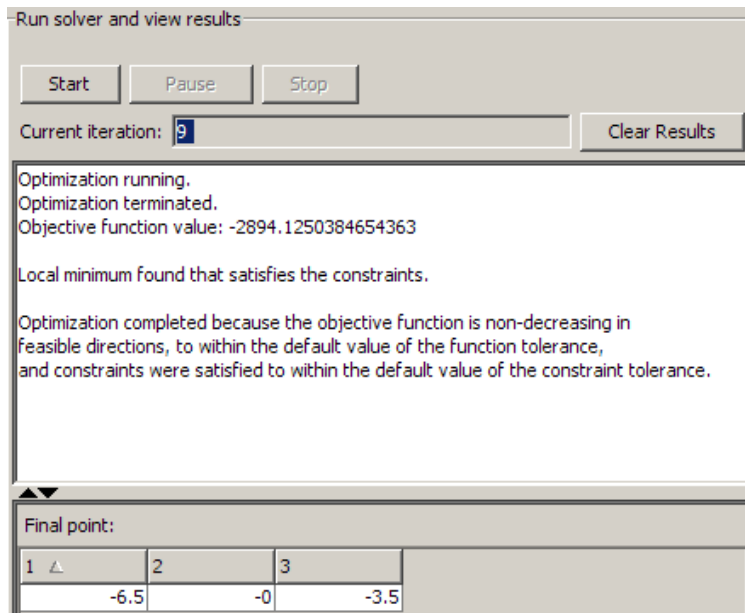 Run solver and view results
Start Pause Stop
Current iteration: 9 Clear Results
Optimization running.
Optimization terminated.
Objective function value: -2894.1250384654363
Local minimum found that satisfies the constraints.
Optimization completed because the objective function is non-decreasing in
feasible directions, to within the default value of the function tolerance,
and constraints were satisfied to within the default value of the constraint tolerance.
Final point:
1 2 3
-6.5 -0 -3.5